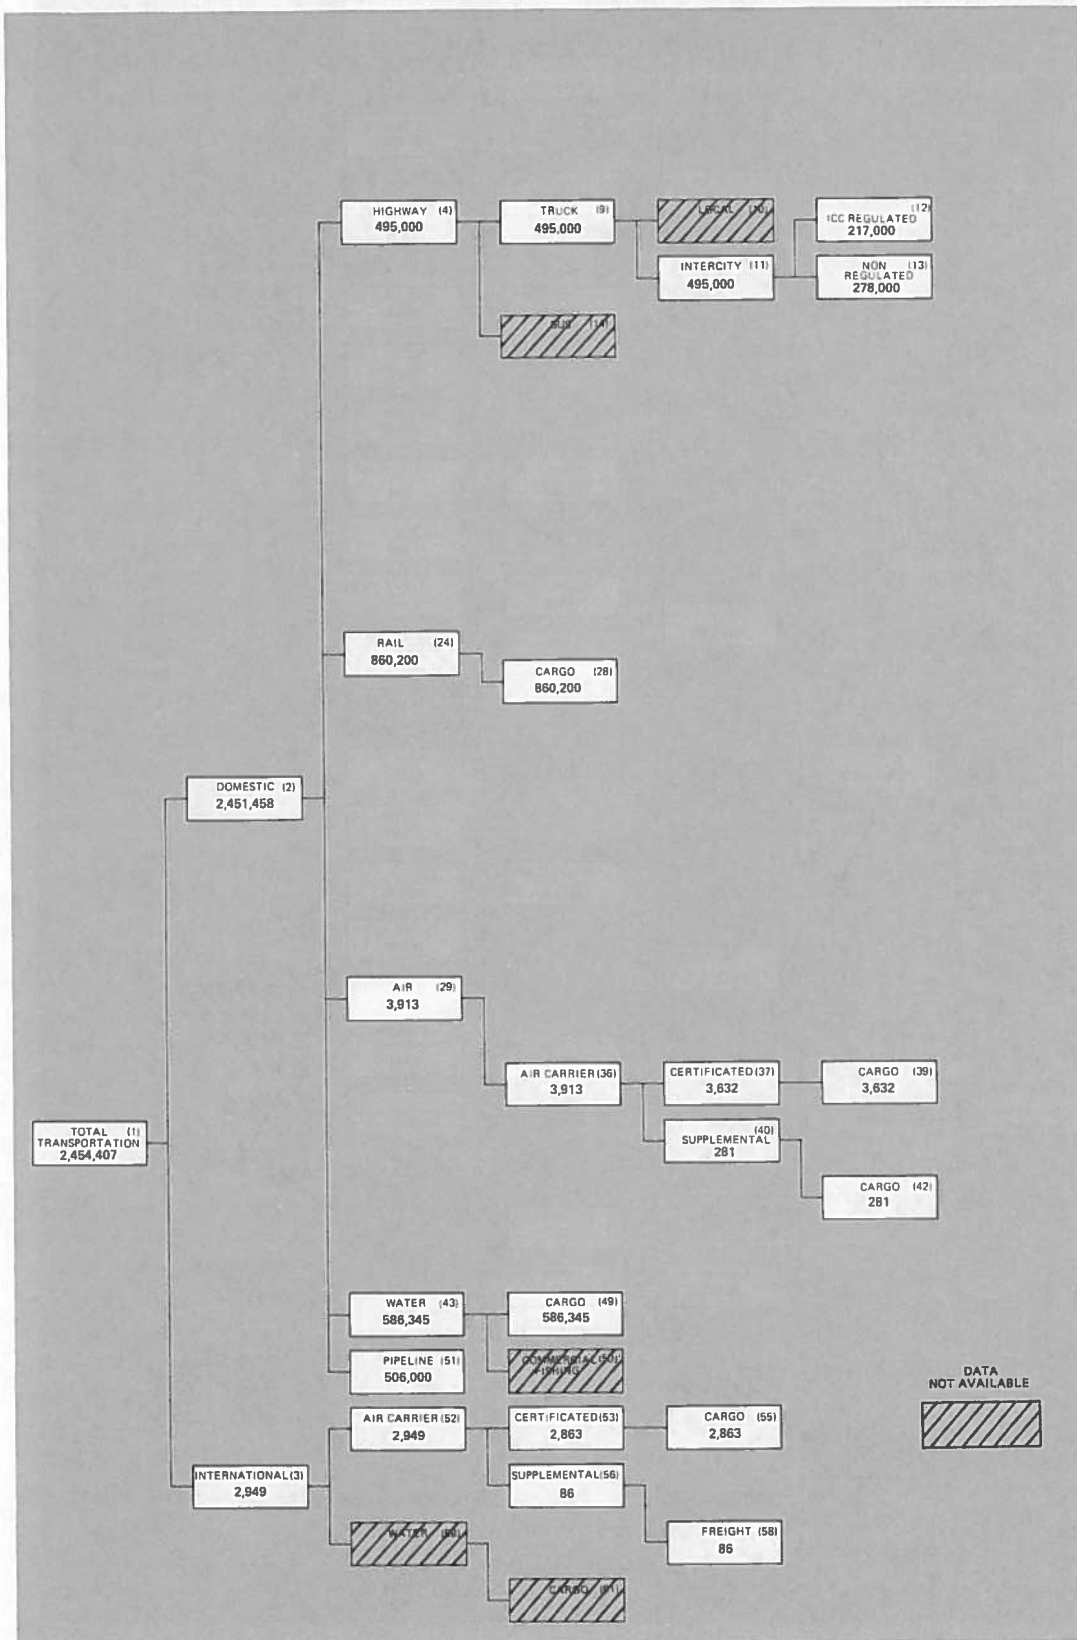 HIGHWAY (4)
495,000
TRUCK (9)
495,000
LOCAL (10)
(12)
ICC REGULATED
217,000
INTERCITY (11)
495,000
NON (13)
REGULATED
278,000
BUS (14)
RAIL (24)
860,200
CARGO (28)
860,200
DOMESTIC (2)
2,451,458
AIR (29)
3,913
AIR CARRIER (36)
3,913
CERTIFICATED (37)
3,632
CARGO (39)
3,632
(40)
SUPPLEMENTAL
281
CARGO (42)
281
TOTAL (1)
TRANSPORTATION
2,454,407
WATER (43)
586,345
CARGO (49)
586,345
PIPELINE (51)
506,000
COMMERCIAL (50)
FISHING
DATA
NOT AVAILABLE
AIR CARRIER (52)
2,949
CERTIFICATED (53)
2,863
CARGO (55)
2,863
INTERNATIONAL (3)
2,949
SUPPLEMENTAL (56)
86
FREIGHT (58)
86
WATER
CARGO